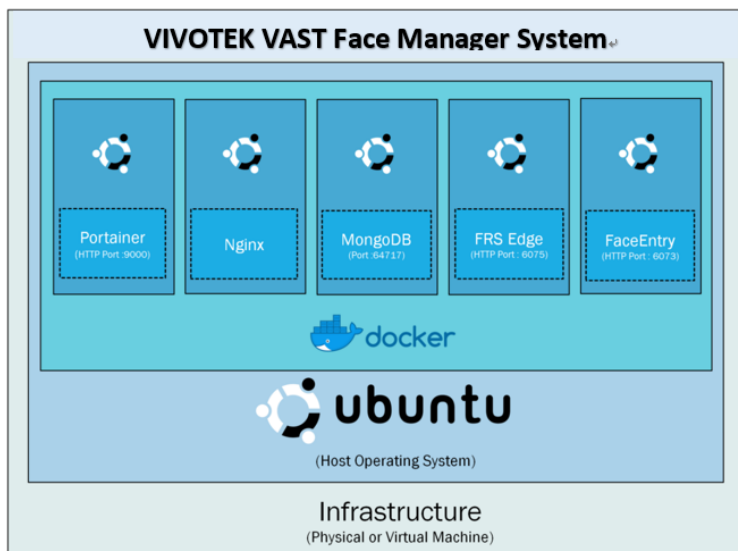 VIVOTEK VAST Face Manager System↵
Portainer
(HTTP Port :9000)
Nginx
MongoDB
(Port :64717)
FRS Edge
(HTTP Port : 6075)
FaceEntry
(HTTP Port : 6073)
docker
ubuntu
(Host Operating System)
Infrastructure
(Physical or Virtual Machine)